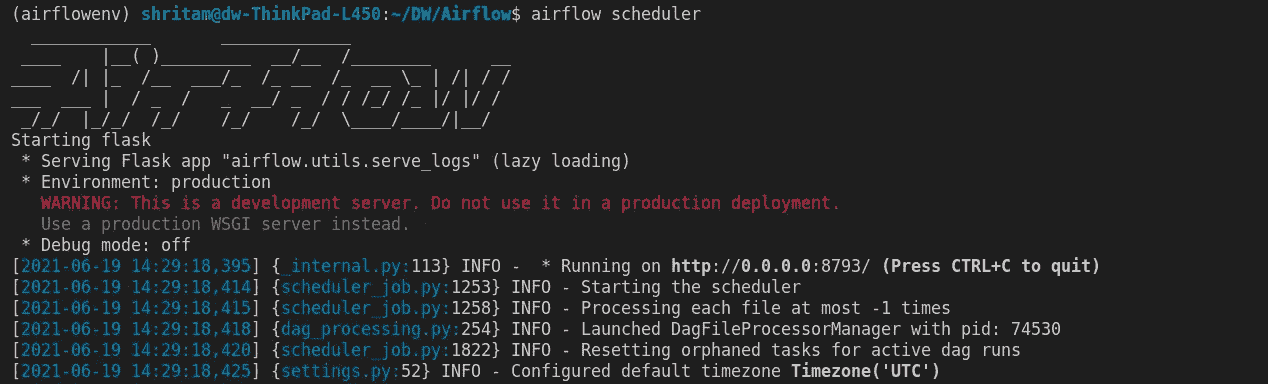 (airflowenv) shritam@dw-ThinkPad-L450:~/DW/Airflow$ airflow scheduler
  ____________       _____________
 ____    |__( )_________  __/__  /________      __
____  /| |_  /__  ___/_  /_ __  /_  __ \_ | /| / /
___  ___ |  / _  /   _  __/ _  / / /_/ /_ |/ |/ /
 _/_/  |_/_/  /_/    /_/    /_/  \____/____/|__/
Starting flask
 * Serving Flask app "airflow.utils.serve_logs" (lazy loading)
 * Environment: production
   WARNING: This is a development server. Do not use it in a production deployment.
   Use a production WSGI server instead.
 * Debug mode: off
[2021-06-19 14:29:18,395] {_internal.py:113} INFO -  * Running on http://0.0.0.0:8793/ (Press CTRL+C to quit)
[2021-06-19 14:29:18,414] {scheduler_job.py:1253} INFO - Starting the scheduler
[2021-06-19 14:29:18,415] {scheduler_job.py:1258} INFO - Processing each file at most -1 times
[2021-06-19 14:29:18,418] {dag_processing.py:254} INFO - Launched DagFileProcessorManager with pid: 74530
[2021-06-19 14:29:18,420] {scheduler_job.py:1822} INFO - Resetting orphaned tasks for active dag runs
[2021-06-19 14:29:18,425] {settings.py:52} INFO - Configured default timezone Timezone('UTC')